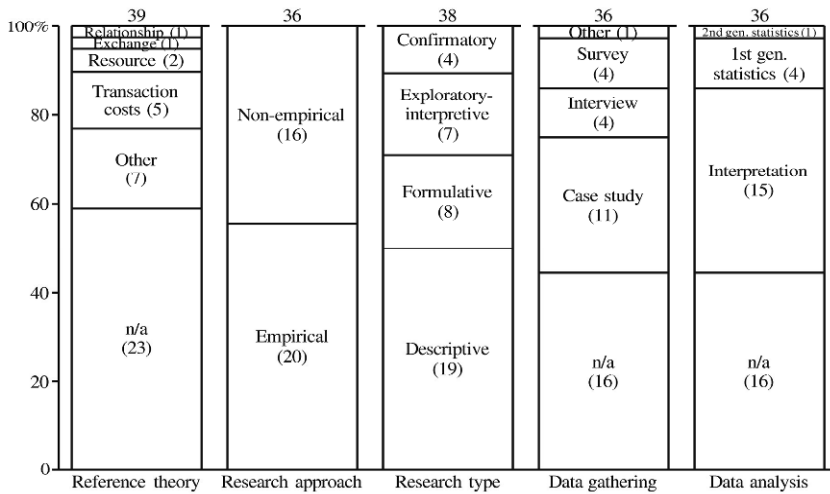 39 36 38 36 36
100%
80
60
40
20
0
Relationship (1)
Exchange (1)
Resource (2)
Transaction
costs (5)
Other
(7)
n/a
(23)
Non-empirical
(16)
Empirical
(20)
Confirmatory
(4)
Exploratory-
interpretive
(7)
Formulative
(8)
Descriptive
(19)
Other (1)
Survey
(4)
Interview
(4)
Case study
(11)
n/a
(16)
2nd gen. statistics (1)
1st gen.
statistics (4)
Interpretation
(15)
n/a
(16)
Reference theory Research approach Research type Data gathering Data analysis